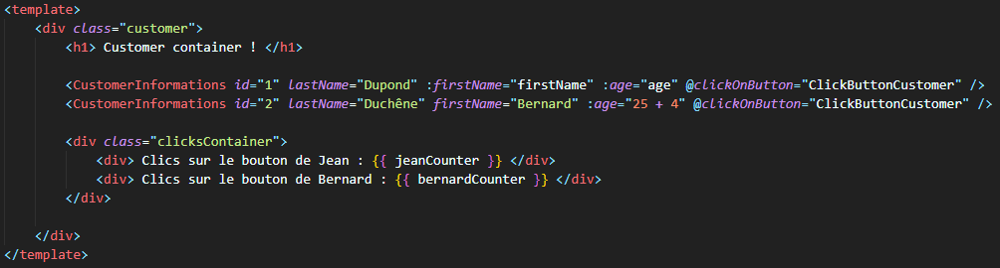 <template>
<div class="customer">
<h1> Customer container ! </h1>
<CustomerInformations id="1" lastName="Dupond" :firstName="firstName" :age="age" @clickOnButton="ClickButtonCustomer" />
<CustomerInformations id="2" lastName="Duchêne" firstName="Bernard" :age="25 + 4" @clickOnButton="ClickButtonCustomer" />
<div class="clicksContainer">
<div> Clics sur le bouton de Jean : {{ jeanCounter }} </div>
<div> Clics sur le bouton de Bernard : {{ bernardCounter }} </div>
</div>
</div>
</template>